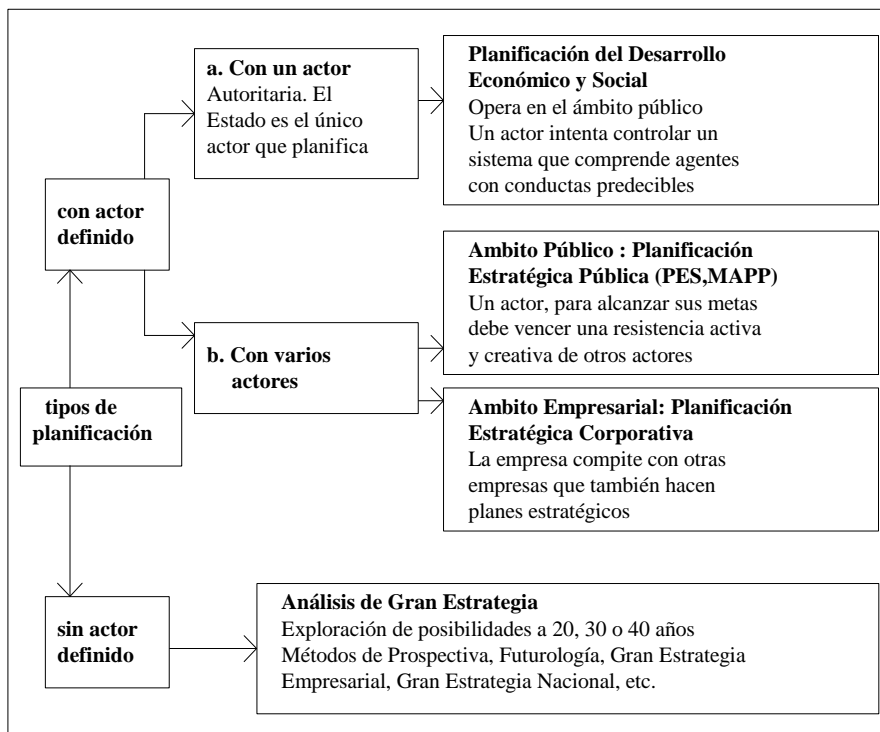 a. Con un actor
Autoritaria. El
Estado es el único
actor que planifica
Planificación del Desarrollo
Económico y Social
Opera en el ámbito público
Un actor intenta controlar un
sistema que comprende agentes
con conductas predecibles
con actor
definido
Ambito Público : Planificación
Estratégica Pública (PES,MAPP)
Un actor, para alcanzar sus metas
debe vencer una resistencia activa
y creativa de otros actores
b. Con varios
actores
tipos de
planificación
Ambito Empresarial: Planificación
Estratégica Corporativa
La empresa compite con otras
empresas que también hacen
planes estratégicos
sin actor
definido
Análisis de Gran Estrategia
Exploración de posibilidades a 20, 30 o 40 años
Métodos de Prospectiva, Futurología, Gran Estrategia
Empresarial, Gran Estrategia Nacional, etc.